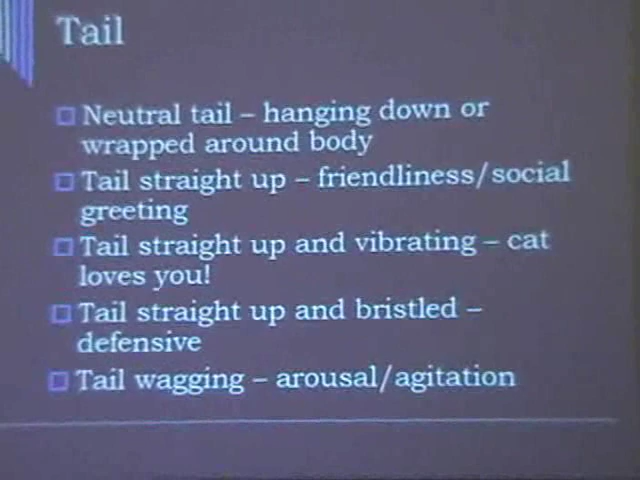 Tail
Neutral tail – hanging down or
wrapped around body
Tail straight up – friendliness/social
greeting
Tail straight up and vibrating – cat
loves you!
Tail straight up and bristled –
defensive
Tail wagging – arousal/agitation